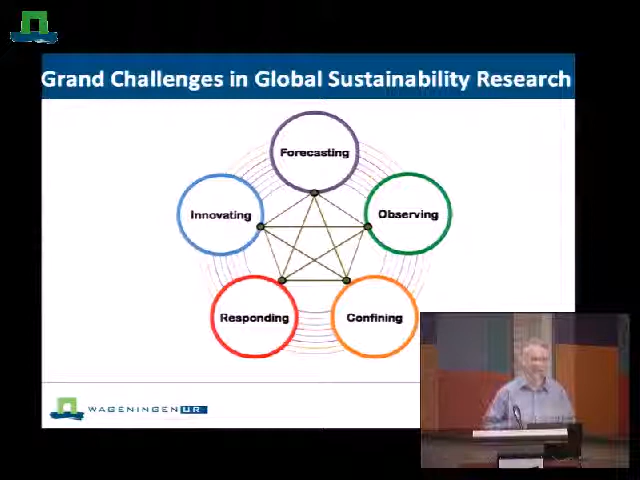 Grand Challenges in Global Sustainability Research
Forecasting
Innovating
Observing
Responding
Confining
WAGENINGEN UR